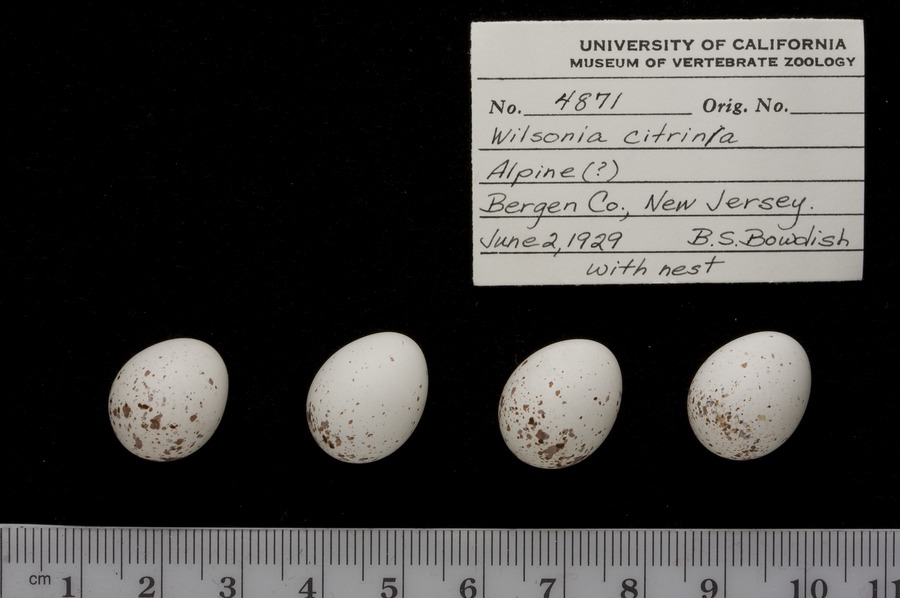 UNIVERSITY OF CALIFORNIA
MUSEUM OF VERTEBRATE ZOOLOGY
No. 4871 Orig. No.
Wilsonia citrina
Alpine (?)
Bergen Co., New Jersey.
June 2, 1929 B.S. Bowdish
with nest
cm 1 2 3 4 5 6 7 8 9 10 11